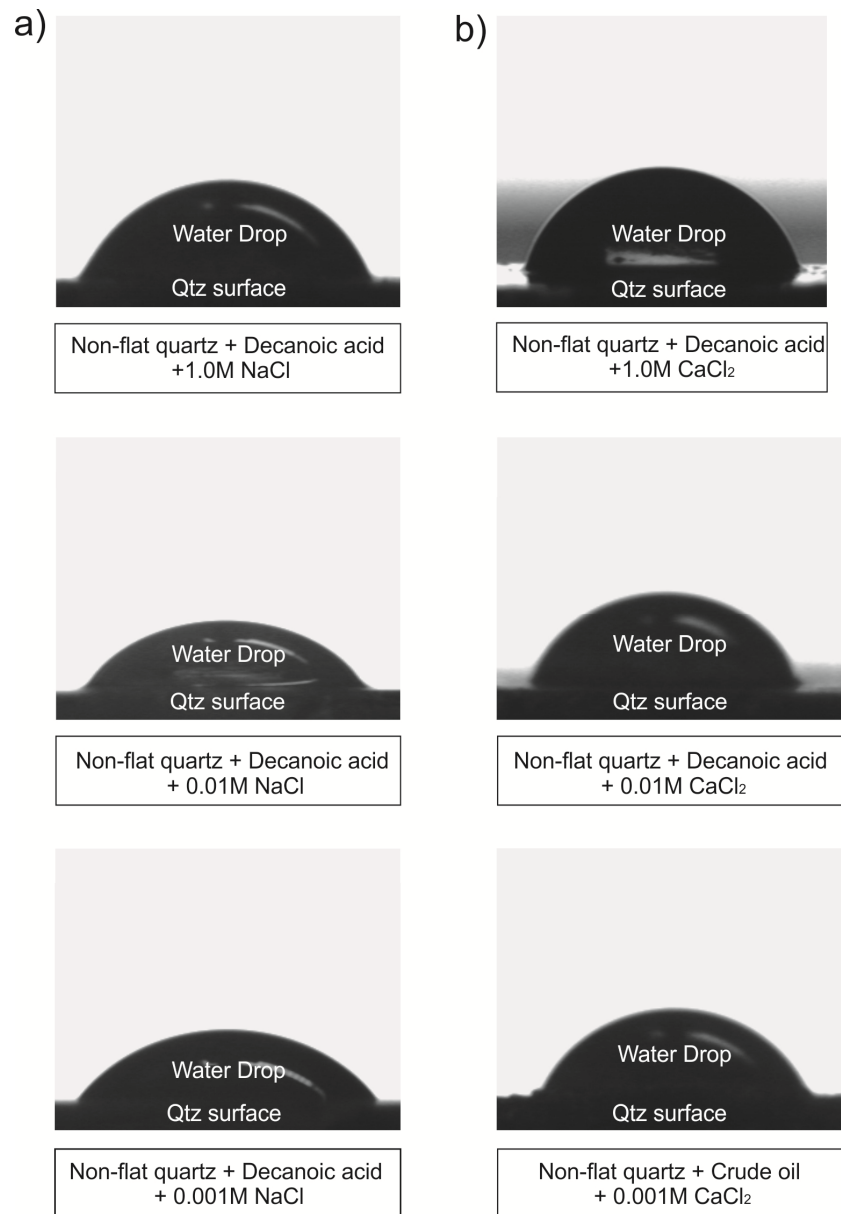 a)
Water Drop
Qtz surface
Non-flat quartz + Decanoic acid
+1.0M NaCl
b)
Water Drop
Qtz surface
Non-flat quartz + Decanoic acid
+1.0M CaCl2
Water Drop
Qtz surface
Non-flat quartz + Decanoic acid
+ 0.01M NaCl
Water Drop
Qtz surface
Non-flat quartz + Decanoic acid
+ 0.01M CaCl2
Water Drop
Qtz surface
Non-flat quartz + Decanoic acid
+ 0.001M NaCl
Water Drop
Qtz surface
Non-flat quartz + Crude oil
+ 0.001M CaCl2